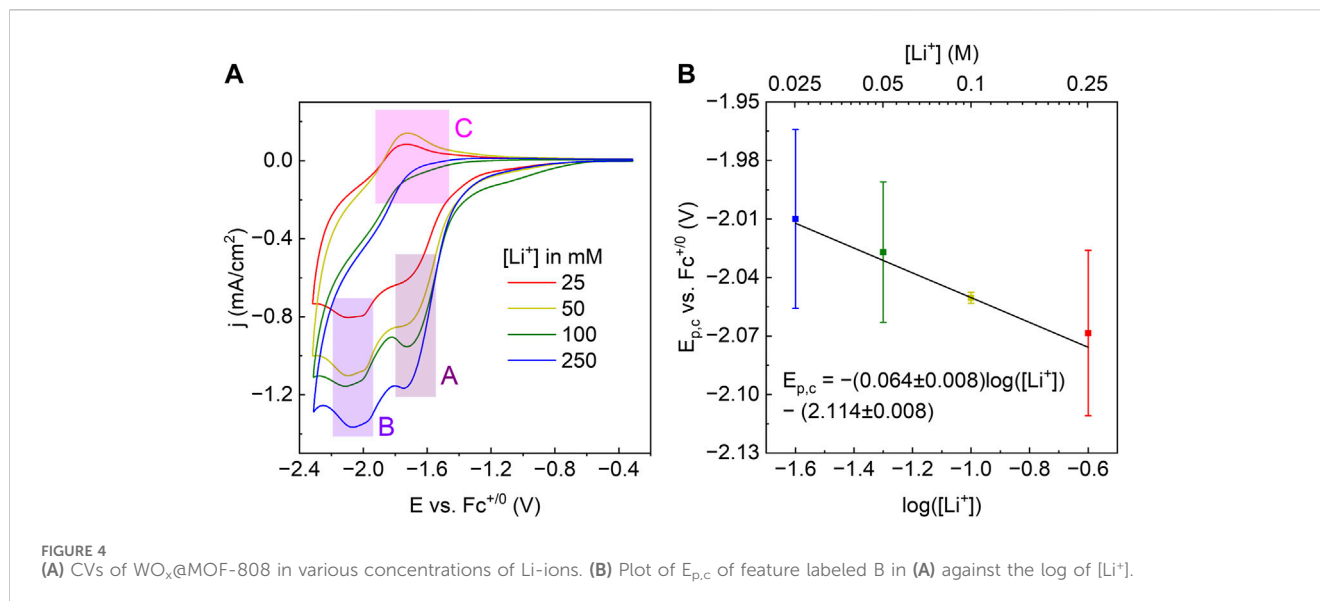 A
C
0.0
−0.4
−0.8
−1.2
j (mA/cm²)
[Li⁺] in mM
25
50
100
250
A
B
−2.4 −2.0 −1.6 −1.2 −0.8 −0.4
E vs. Fc⁺ᐟ⁰ (V)
B
[Li⁺] (M)
0.025 0.05 0.1 0.25
−1.95
−1.98
−2.01
−2.04
−2.07
−2.10
−2.13
E_p,c vs. Fc⁺ᐟ⁰ (V)
E_p,c = −(0.064±0.008)log([Li⁺])
− (2.114±0.008)
−1.6 −1.4 −1.2 −1.0 −0.8 −0.6
log([Li⁺])
FIGURE 4
(A) CVs of WOₓ@MOF-808 in various concentrations of Li-ions. (B) Plot of E_p,c of feature labeled B in (A) against the log of [Li⁺].